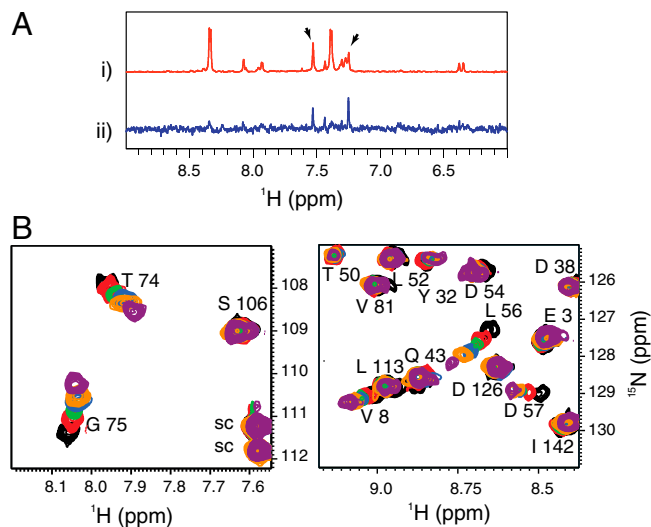 A
i)
ii)
8.5 8.0 7.5 7.0 6.5
¹H (ppm)
B
T 74
S 106
G 75
sc
sc
108
109
110
111
112
8.1 8.0 7.9 7.8 7.7 7.6
¹H (ppm)
T 50
L 52
D 38
V 81
Y 32
D 54
L 56
E 3
Q 43
L 113
D 126
V 8
D 57
I 142
126
127
128
129
130
¹⁵N (ppm)
9.0 8.75 8.5
¹H (ppm)